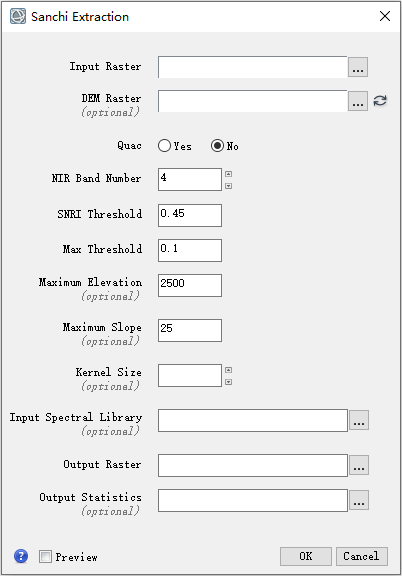 Sanchi Extraction
Input Raster
...
DEM Raster
...
(optional)
Quac
Yes
No
NIR Band Number
4
SNRI Threshold
0.45
Max Threshold
0.1
Maximum Elevation
2500
(optional)
Maximum Slope
25
(optional)
Kernel Size
(optional)
Input Spectral Library
...
(optional)
Output Raster
...
Output Statistics
...
(optional)
?
Preview
OK
Cancel